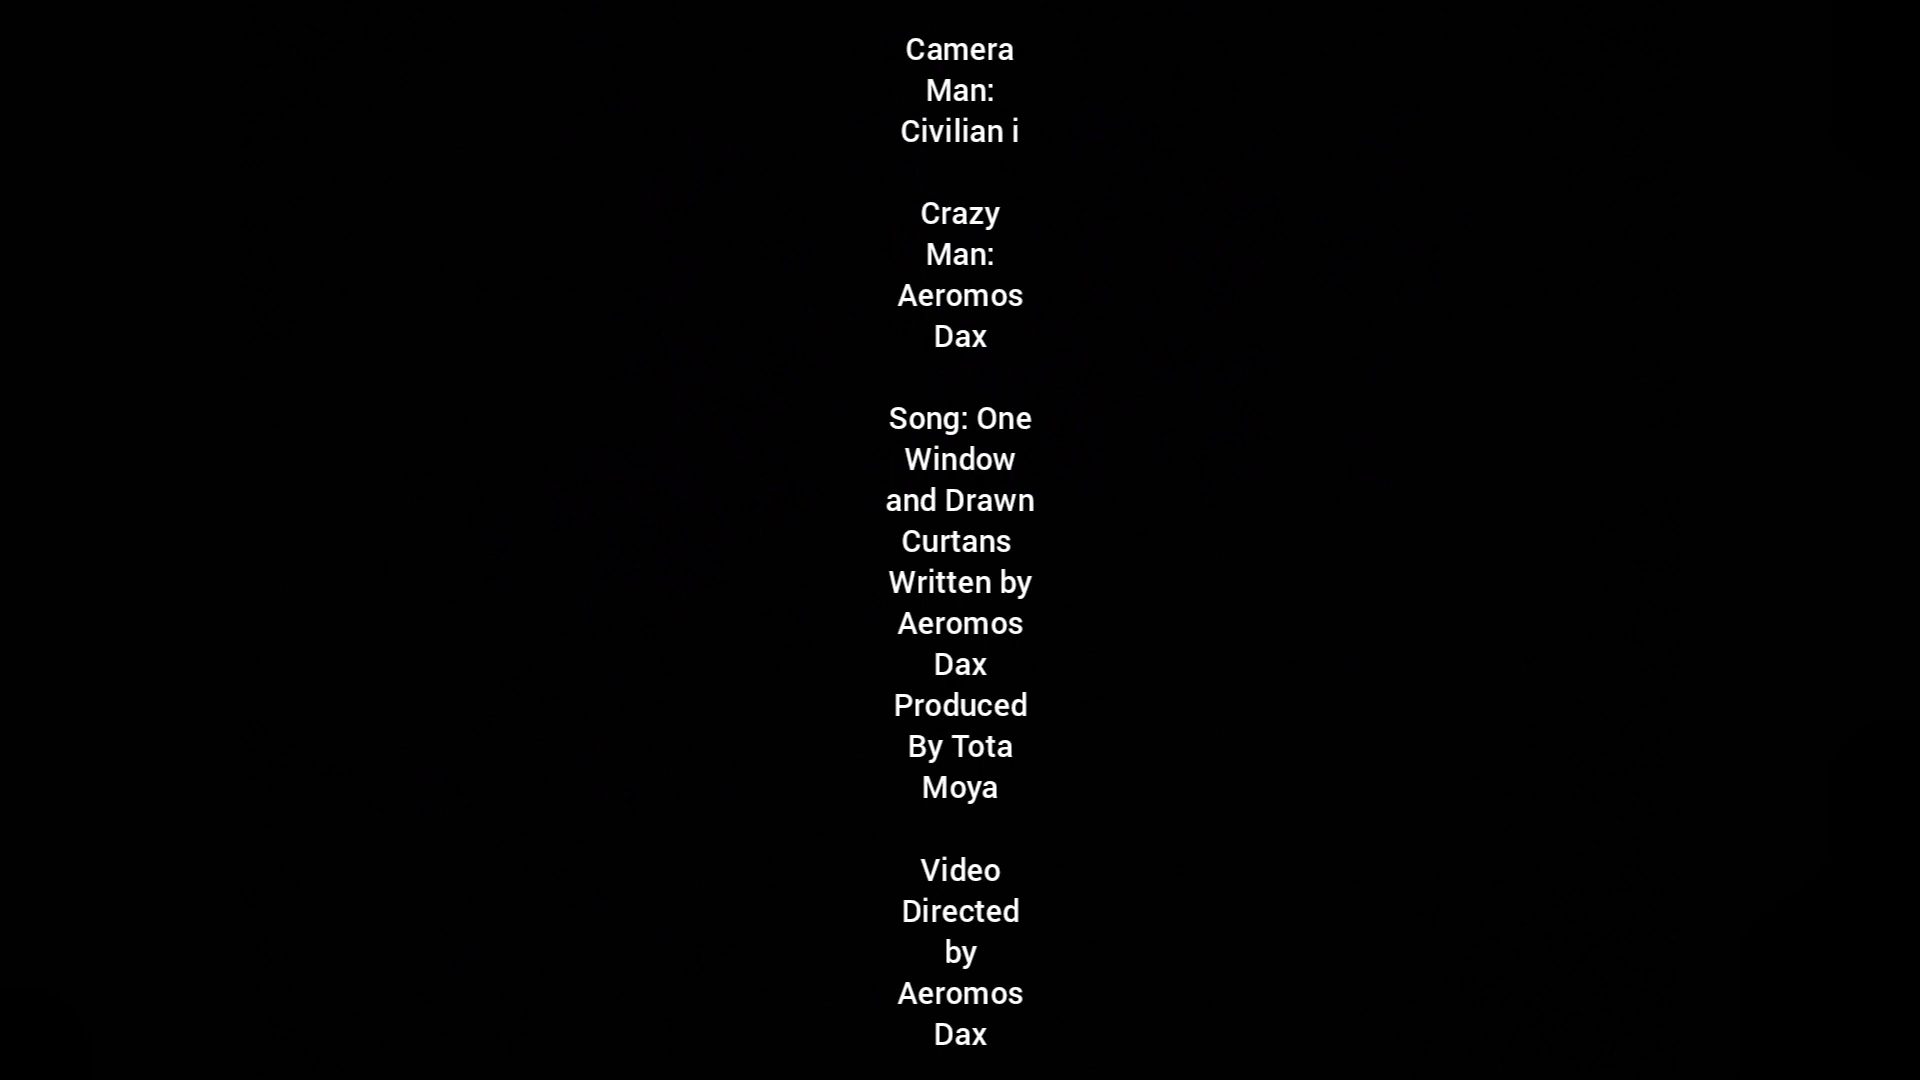 Camera
Man:
Civilian i
Crazy
Man:
Aeromos
Dax
Song: One
Window
and Drawn
Curtans
Written by
Aeromos
Dax
Produced
By Tota
Moya
Video
Directed
by
Aeromos
Dax